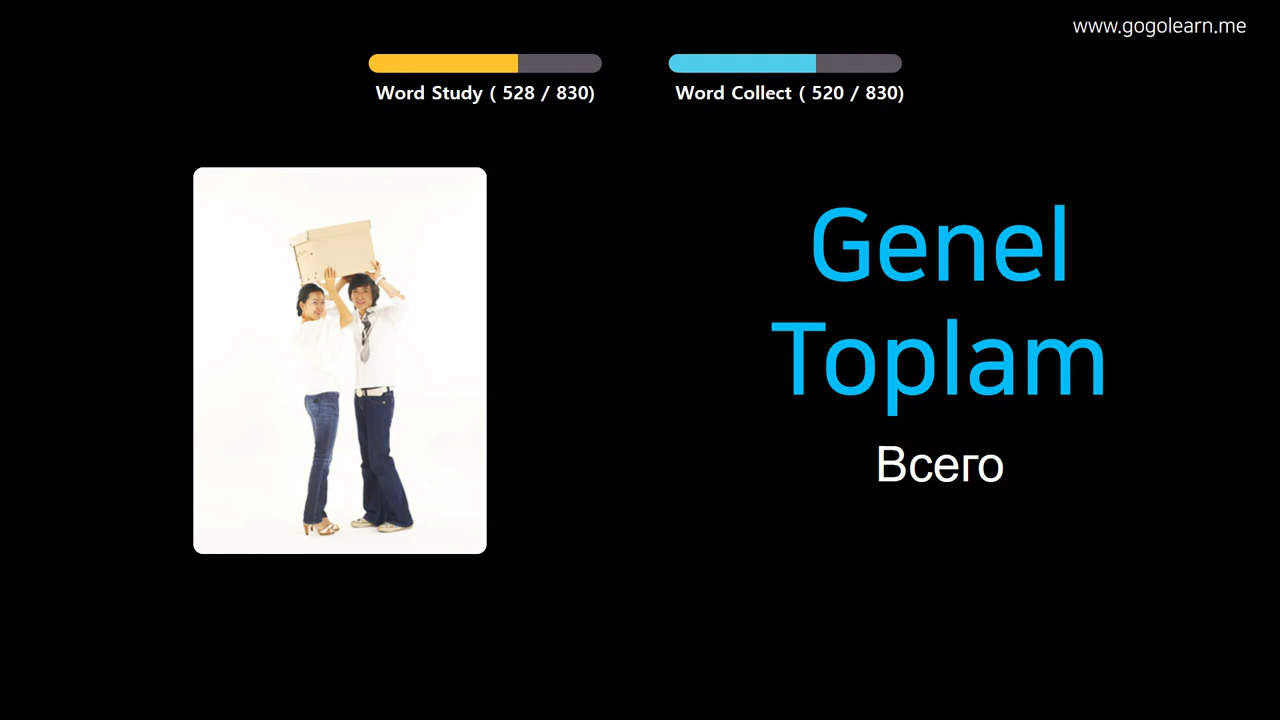 www.gogolearn.me
Word Study ( 528 / 830)
Word Collect ( 520 / 830)
Genel
Toplam
Всего